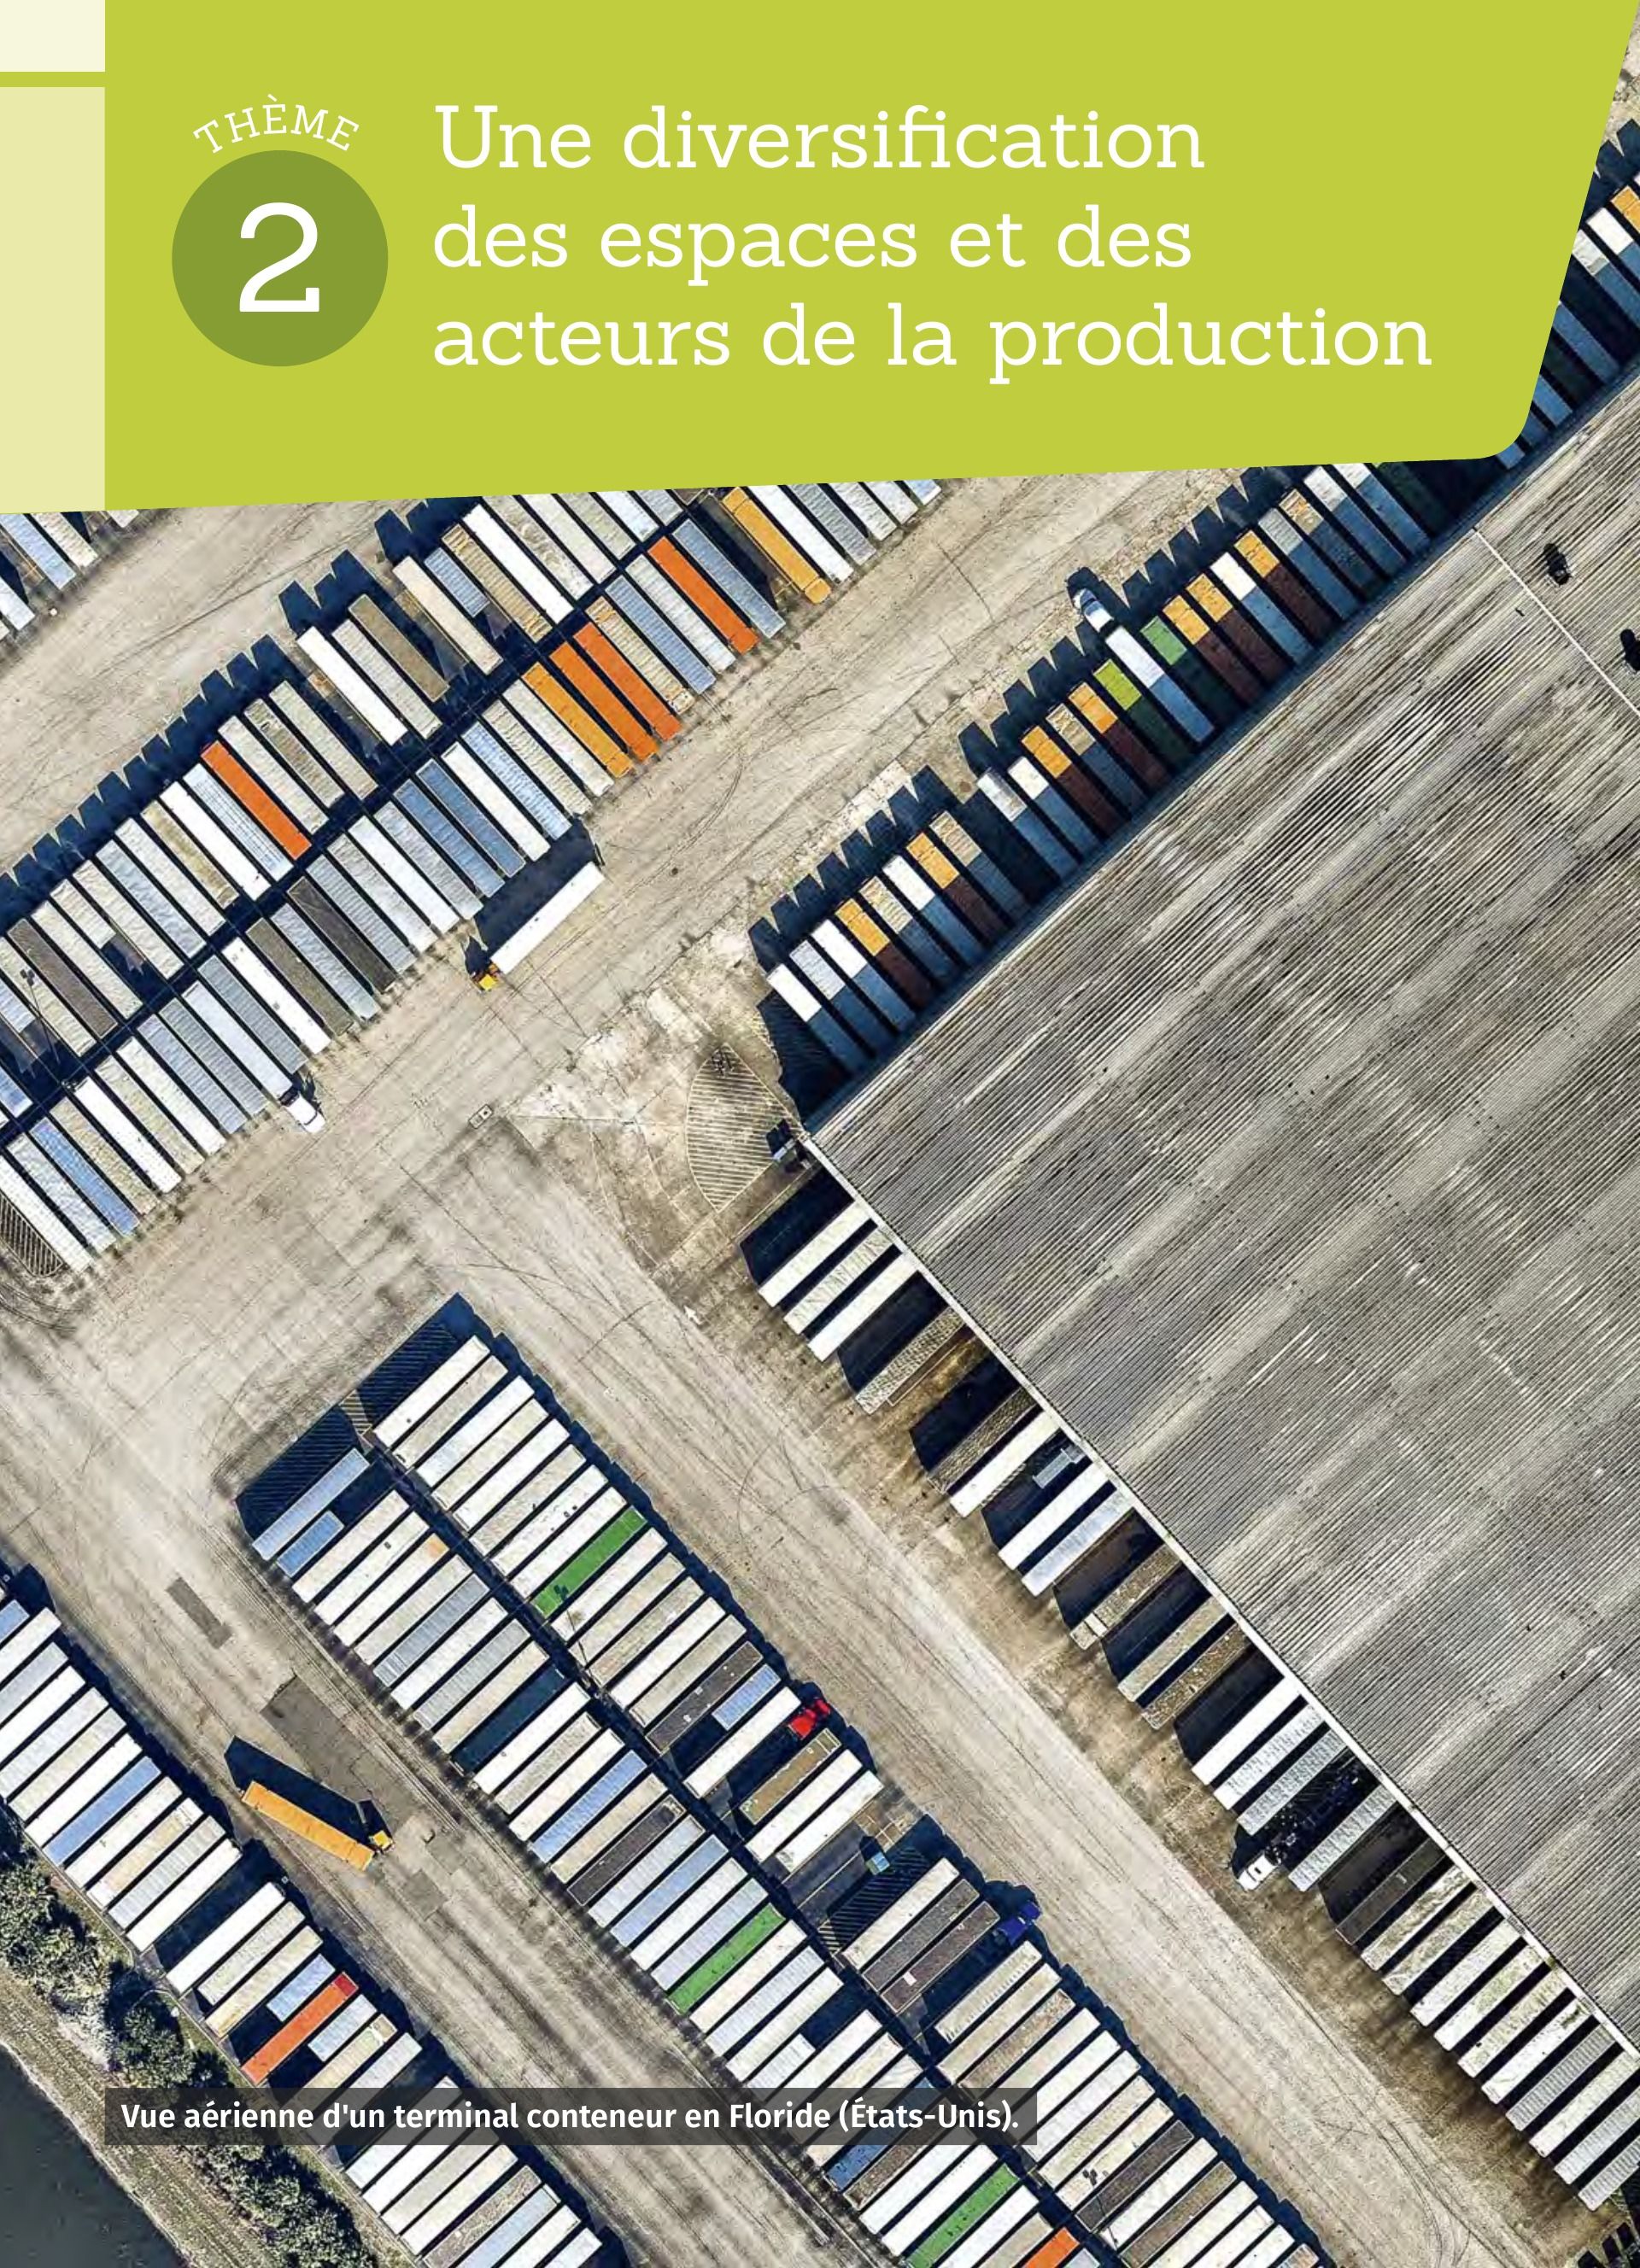 THÈME
2
Une diversification
des espaces et des
acteurs de la production
Vue aérienne d'un terminal conteneur en Floride (États-Unis).